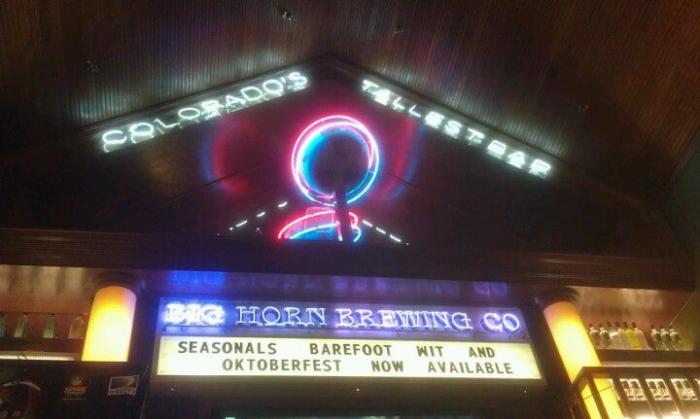 COLORADO'S TALLEST BAR
BIG HORN BREWING CO
SEASONALS BAREFOOT WIT AND
OKTOBERFEST NOW AVAILABLE